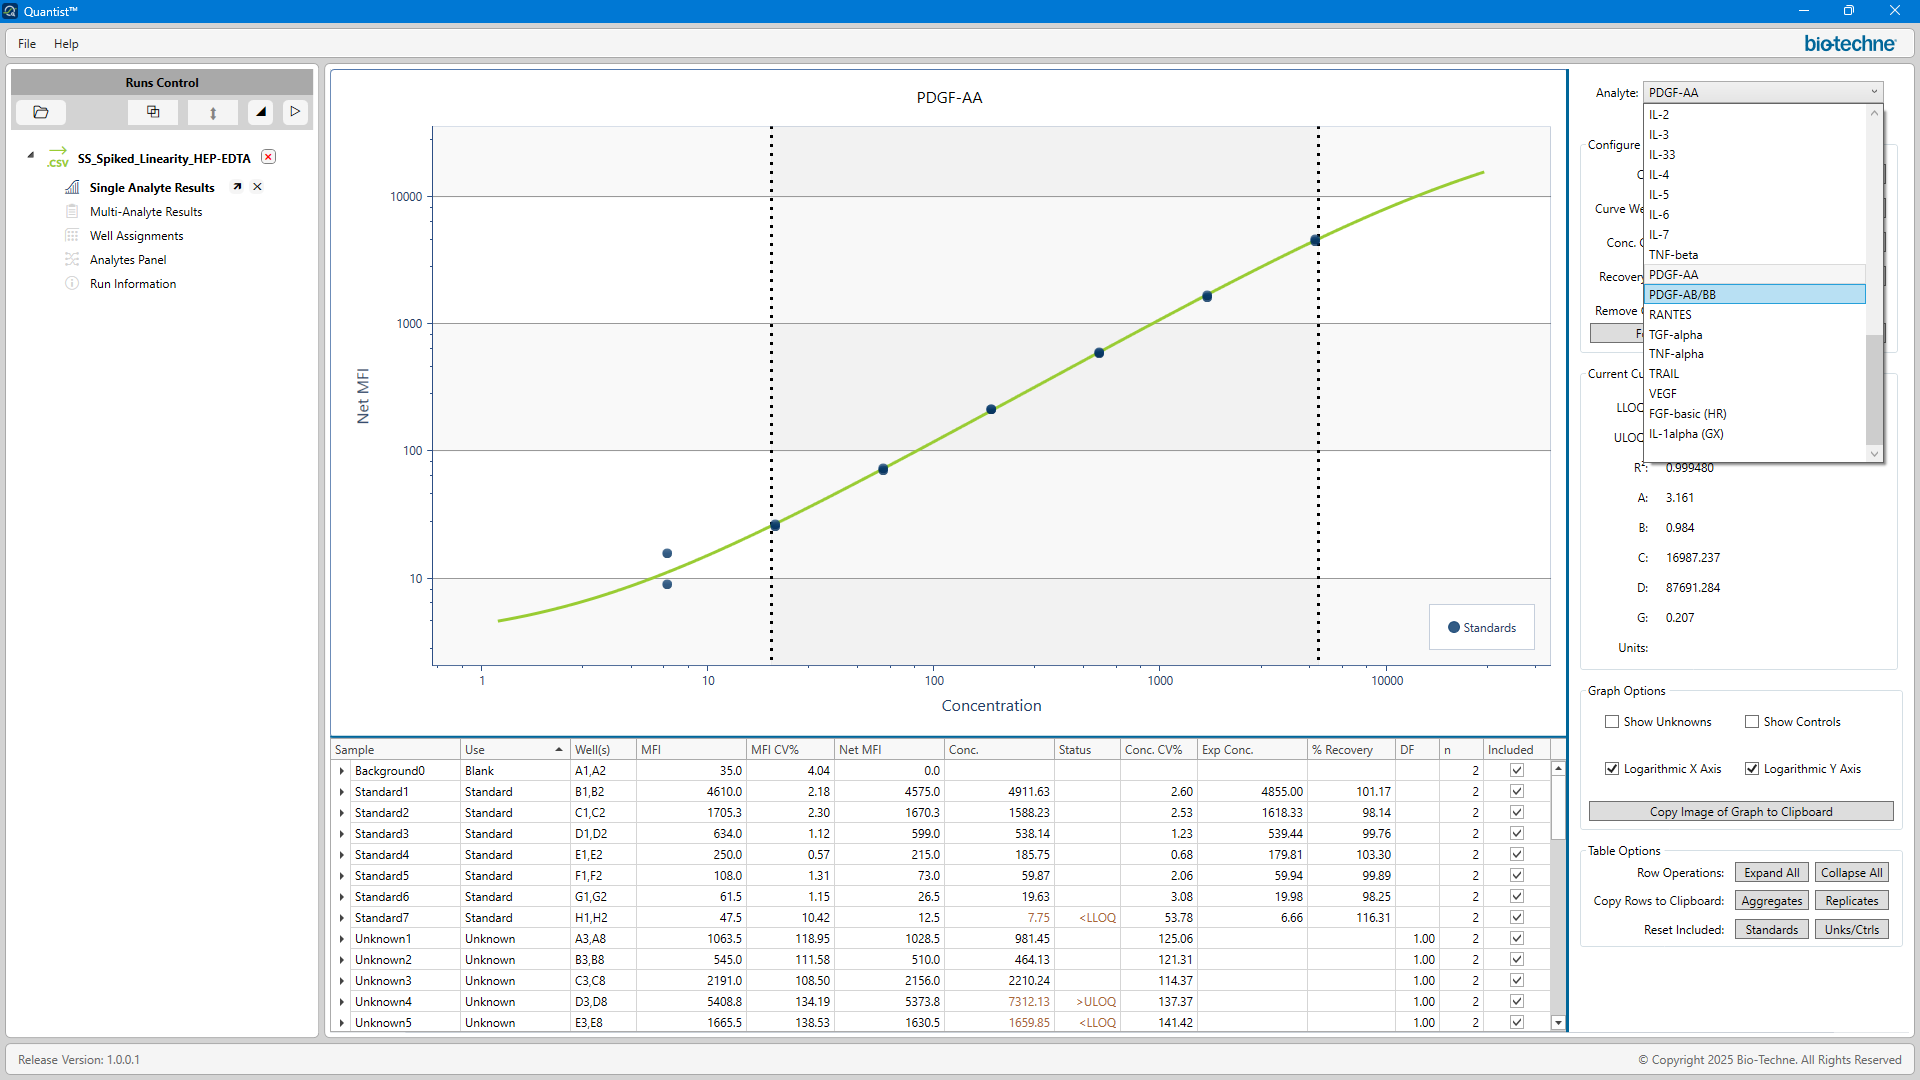 Quantist™
File Help
bio-techne
Runs Control
.CSV SS_Spiked_Linearity_HEP-EDTA
Single Analyte Results
Multi-Analyte Results
Well Assignments
Analytes Panel
Run Information
PDGF-AA
10000
1000
100
10
Net MFI
1 10 100 1000 10000
Concentration
Standards
Sample Use Well(s) MFI MFI CV% Net MFI Conc. Status Conc. CV% Exp Conc. % Recovery DF n Included
Background0 Blank A1,A2 35.0 4.04 0.0 2
Standard1 Standard B1,B2 4610.0 2.18 4575.0 4911.63 2.60 4855.00 101.17 2
Standard2 Standard C1,C2 1705.3 2.30 1670.3 1588.23 2.53 1618.33 98.14 2
Standard3 Standard D1,D2 634.0 1.12 599.0 538.14 1.23 539.44 99.76 2
Standard4 Standard E1,E2 250.0 0.57 215.0 185.75 0.68 179.81 103.30 2
Standard5 Standard F1,F2 108.0 1.31 73.0 59.87 2.06 59.94 99.89 2
Standard6 Standard G1,G2 61.5 1.15 26.5 19.63 3.08 19.98 98.25 2
Standard7 Standard H1,H2 47.5 10.42 12.5 7.75 <LLOQ 53.78 6.66 116.31 2
Unknown1 Unknown A3,A8 1063.5 118.95 1028.5 981.45 125.06 1.00 2
Unknown2 Unknown B3,B8 545.0 111.58 510.0 464.13 121.31 1.00 2
Unknown3 Unknown C3,C8 2191.0 108.50 2156.0 2210.24 114.37 1.00 2
Unknown4 Unknown D3,D8 5408.8 134.19 5373.8 7312.13 >ULOQ 137.37 1.00 2
Unknown5 Unknown E3,E8 1665.5 138.53 1630.5 1659.85 <LLOQ 141.42 1.00 2
Analyte: PDGF-AA
IL-2
IL-3
IL-33
IL-4
IL-5
IL-6
IL-7
TNF-beta
PDGF-AA
PDGF-AB/BB
RANTES
TGF-alpha
TNF-alpha
TRAIL
VEGF
FGF-basic (HR)
IL-1alpha (GX)
Configure
Curve We
Conc. 
Recovery
Remove
Current Cu
LLOQ
ULOQ
R²: 0.999480
A: 3.161
B: 0.984
C: 16987.237
D: 87691.284
G: 0.207
Units:
Graph Options
Show Unknowns Show Controls
Logarithmic X Axis Logarithmic Y Axis
Copy Image of Graph to Clipboard
Table Options
Row Operations: Expand All Collapse All
Copy Rows to Clipboard: Aggregates Replicates
Reset Included: Standards Unks/Ctrls
Release Version: 1.0.0.1
© Copyright 2025 Bio-Techne. All Rights Reserved